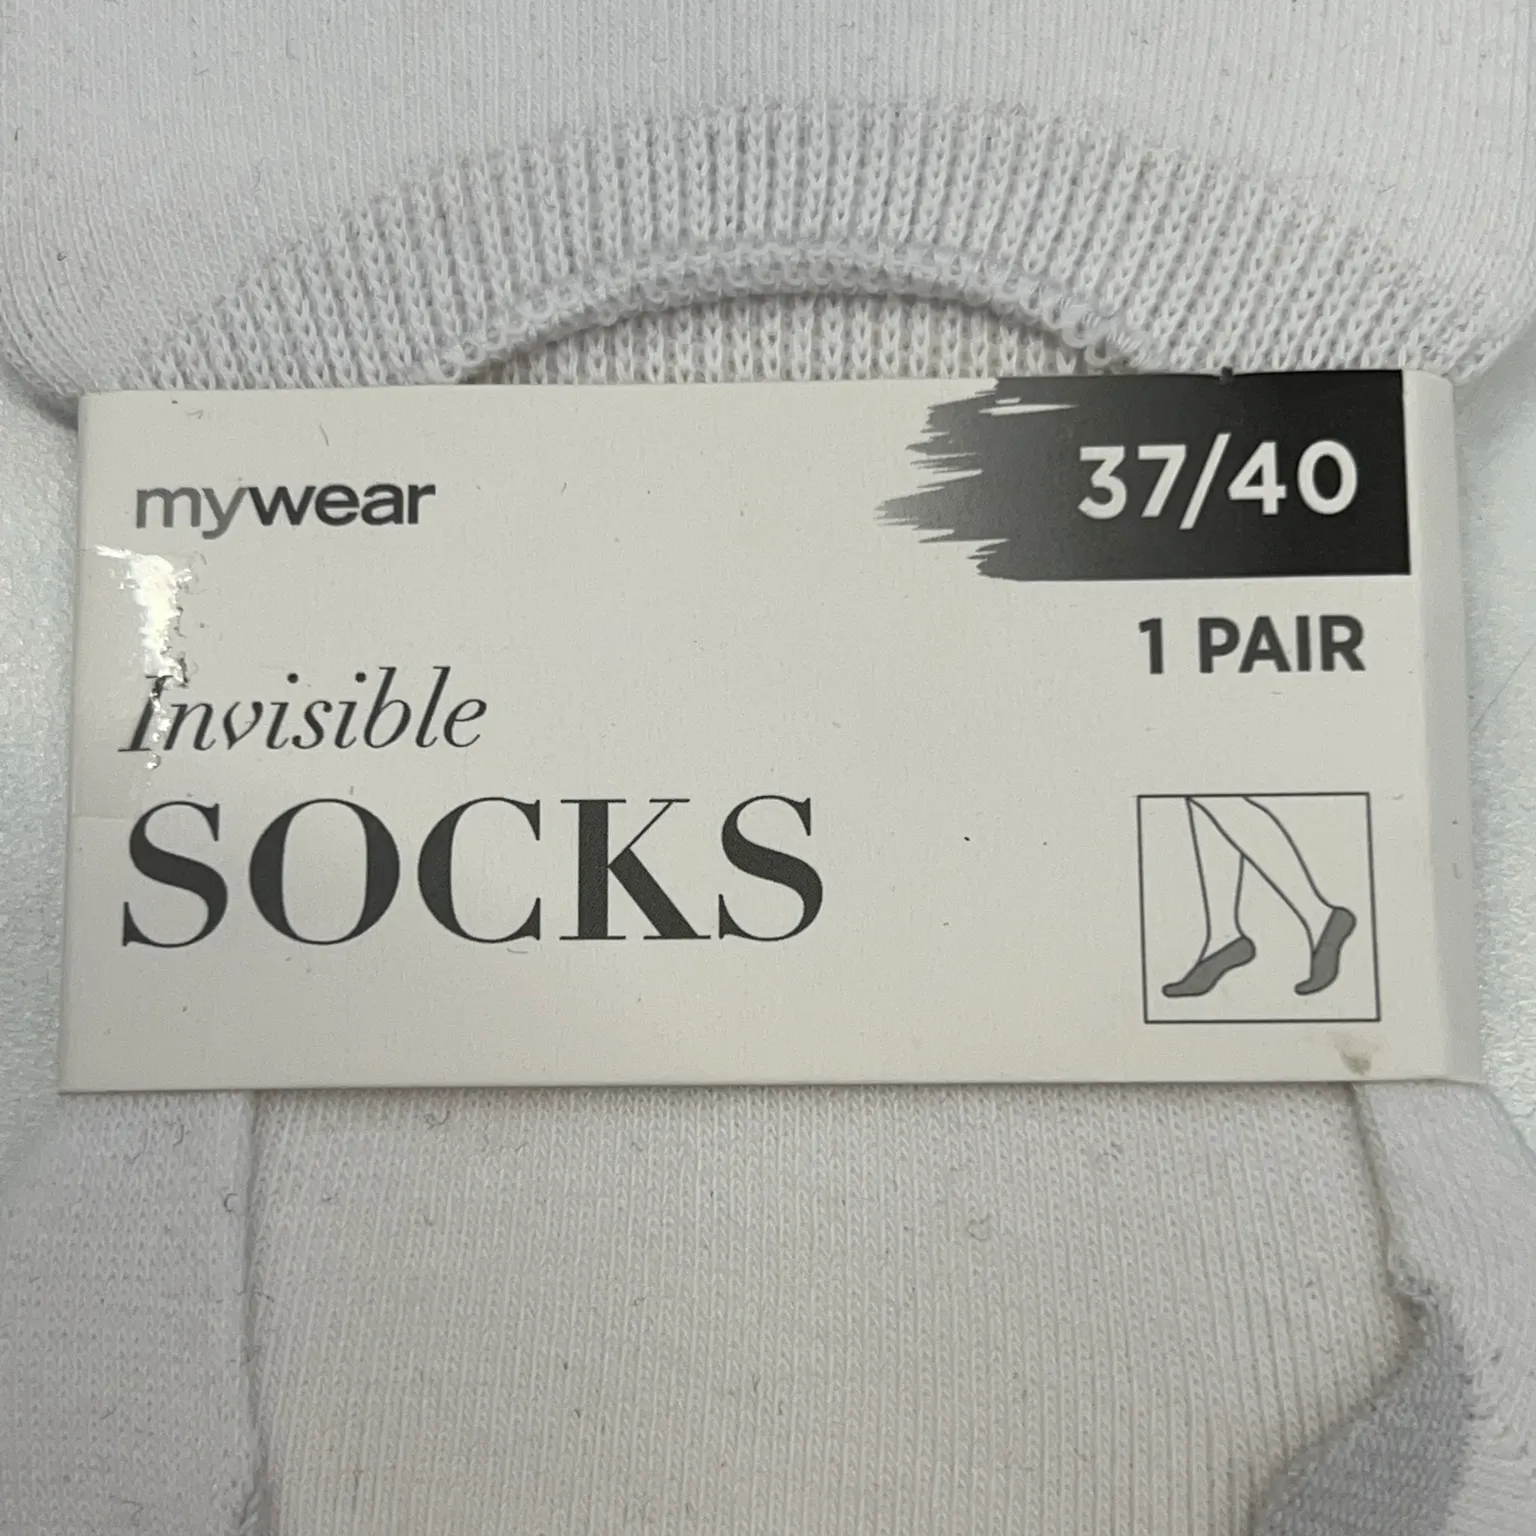 mywear
37/40
1 PAIR
Invisible
SOCKS